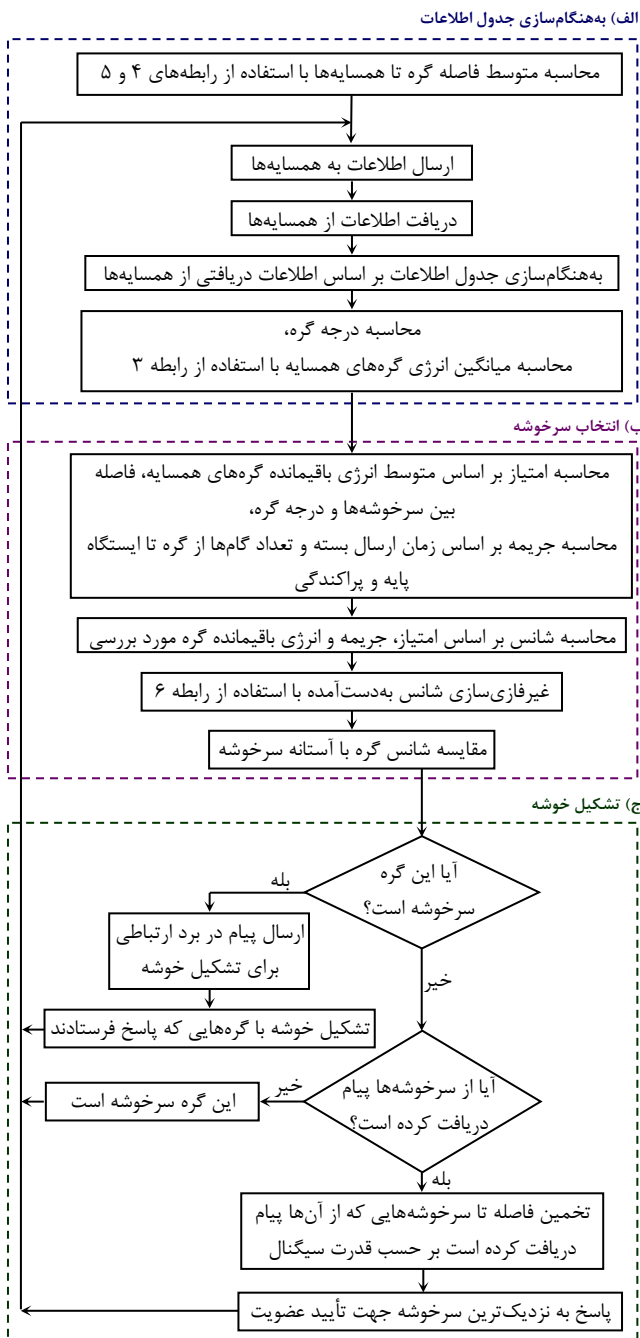 الف) به‌هنگام‌سازی جدول اطلاعات
محاسبه متوسط فاصله گره تا همسایه‌ها با استفاده از رابطه‌های ۴ و ۵
ارسال اطلاعات به همسایه‌ها
دریافت اطلاعات از همسایه‌ها
به‌هنگام‌سازی جدول اطلاعات بر اساس اطلاعات دریافتی از همسایه‌ها
محاسبه درجه گره،
محاسبه میانگین انرژی گره‌های همسایه با استفاده از رابطه ۳
ب) انتخاب سرخوشه
محاسبه امتیاز بر اساس متوسط انرژی باقیمانده گره‌های همسایه، فاصله
بین سرخوشه‌ها و درجه گره،
محاسبه جریمه بر اساس زمان ارسال بسته و تعداد گام‌ها از گره تا ایستگاه
پایه و پراکندگی
محاسبه شانس بر اساس امتیاز، جریمه و انرژی باقیمانده گره مورد بررسی
غیرفازی‌سازی شانس به‌دست‌آمده با استفاده از رابطه ۶
مقایسه شانس گره با آستانه سرخوشه
ج) تشکیل خوشه
آیا این گره
سرخوشه است؟
بله
ارسال پیام در برد ارتباطی
برای تشکیل خوشه
خیر
تشکیل خوشه با گره‌هایی که پاسخ فرستادند
آیا از سرخوشه‌ها پیام
دریافت کرده است؟
خیر
این گره سرخوشه است
بله
تخمین فاصله تا سرخوشه‌هایی که از آن‌ها پیام
دریافت کرده است بر حسب قدرت سیگنال
پاسخ به نزدیک‌ترین سرخوشه جهت تأیید عضویت